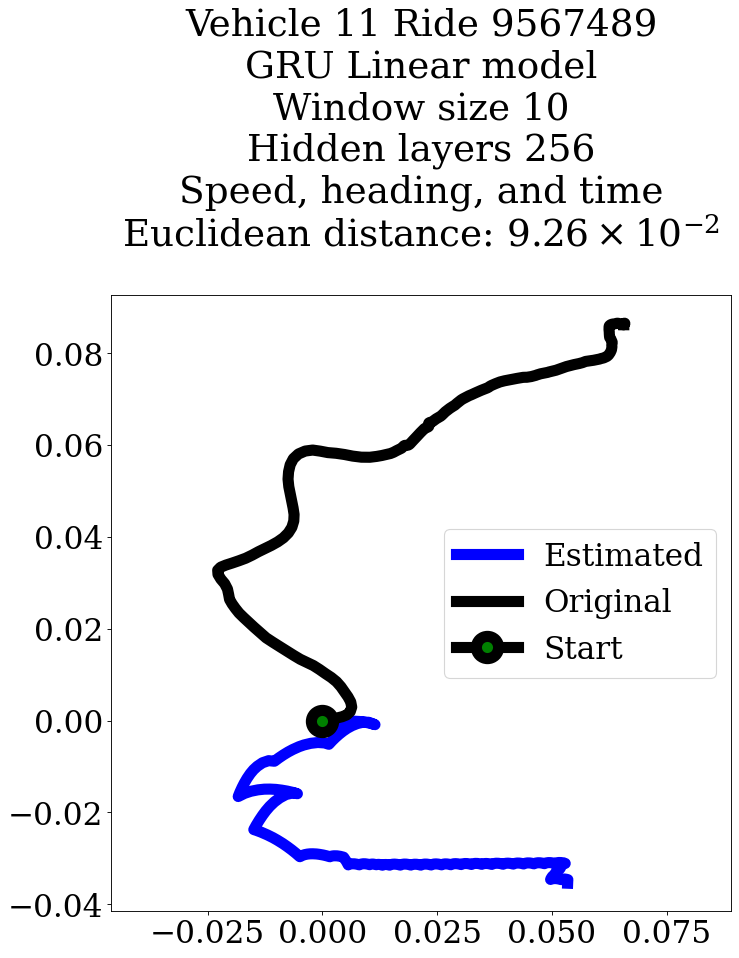 Vehicle 11 Ride 9567489
GRU Linear model
Window size 10
Hidden layers 256
Speed, heading, and time
Euclidean distance: 9.26 × 10⁻²
0.08
0.06
0.04
0.02
0.00
−0.02
−0.04
Estimated
Original
Start
−0.025 0.000 0.025 0.050 0.075